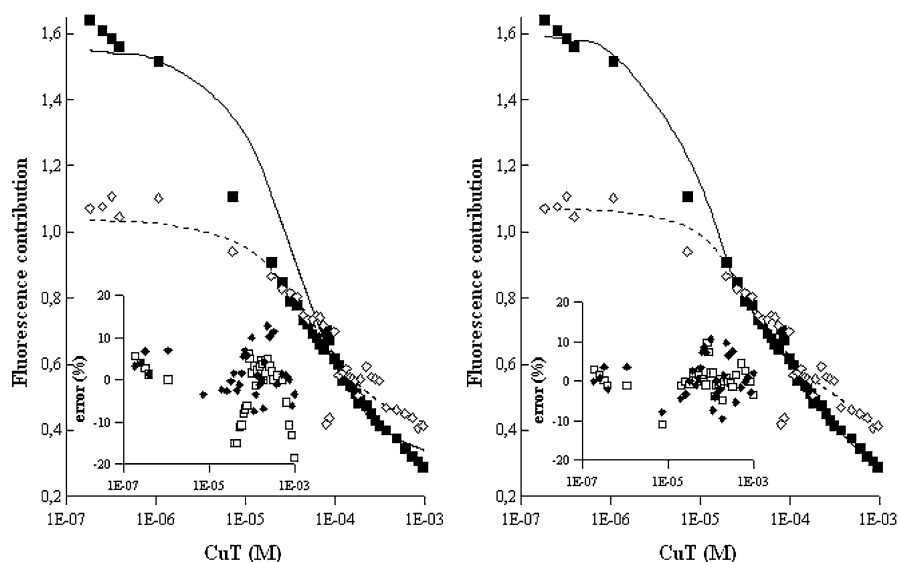 1,6
1,4
1,2
1,0
0,8
0,6
0,4
0,2
Fluorescence contribution
1E-07
1E-06
1E-05
1E-04
1E-03
CuT (M)
20
10
0
-10
-20
error (%)
1E-07
1E-05
1E-03
1,6
1,4
1,2
1,0
0,8
0,6
0,4
0,2
Fluorescence contribution
1E-07
1E-06
1E-05
1E-04
1E-03
CuT (M)
20
10
0
-10
-20
error (%)
1E-07
1E-05
1E-03